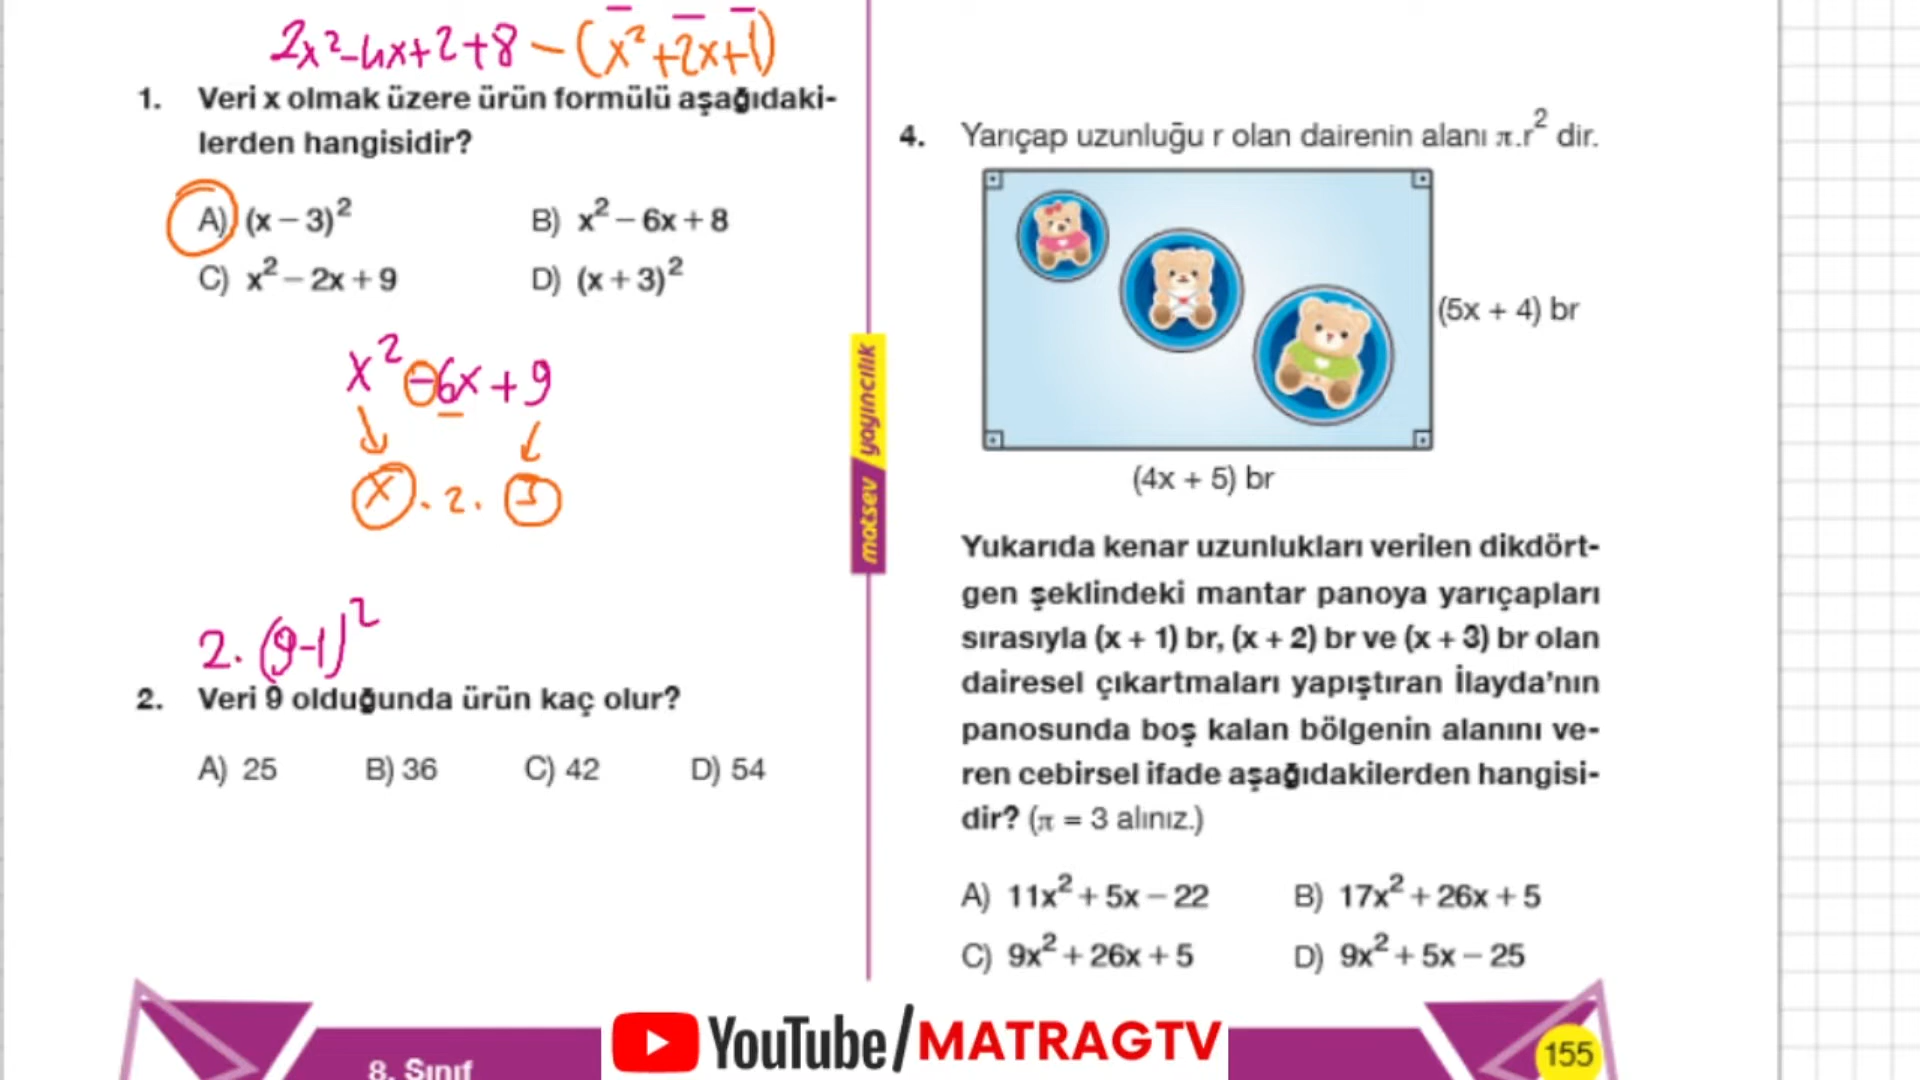 2x²-4x+2+8-(x²+2x+1)
1. Veri x olmak üzere ürün formülü aşağıdaki-
lerden hangisidir?
A) (x – 3)² B) x² – 6x + 8
C) x² – 2x + 9 D) (x + 3)²
x²-6x+9
x . 2 . 3
2.(9-1)²
2. Veri 9 olduğunda ürün kaç olur?
A) 25 B) 36 C) 42 D) 54
matsev yayıncılık
4. Yarıçap uzunluğu r olan dairenin alanı π.r² dir.
(5x + 4) br
(4x + 5) br
Yukarıda kenar uzunlukları verilen dikdört-
gen şeklindeki mantar panoya yarıçapları
sırasıyla (x + 1) br, (x + 2) br ve (x + 3) br olan
dairesel çıkartmaları yapıştıran İlayda'nın
panosunda boş kalan bölgenin alanını ve-
ren cebirsel ifade aşağıdakilerden hangisi-
dir? (π = 3 alınız.)
A) 11x² + 5x – 22 B) 17x² + 26x + 5
C) 9x² + 26x + 5 D) 9x² + 5x – 25
8. Sınıf
YouTube/MATRAGTV
155